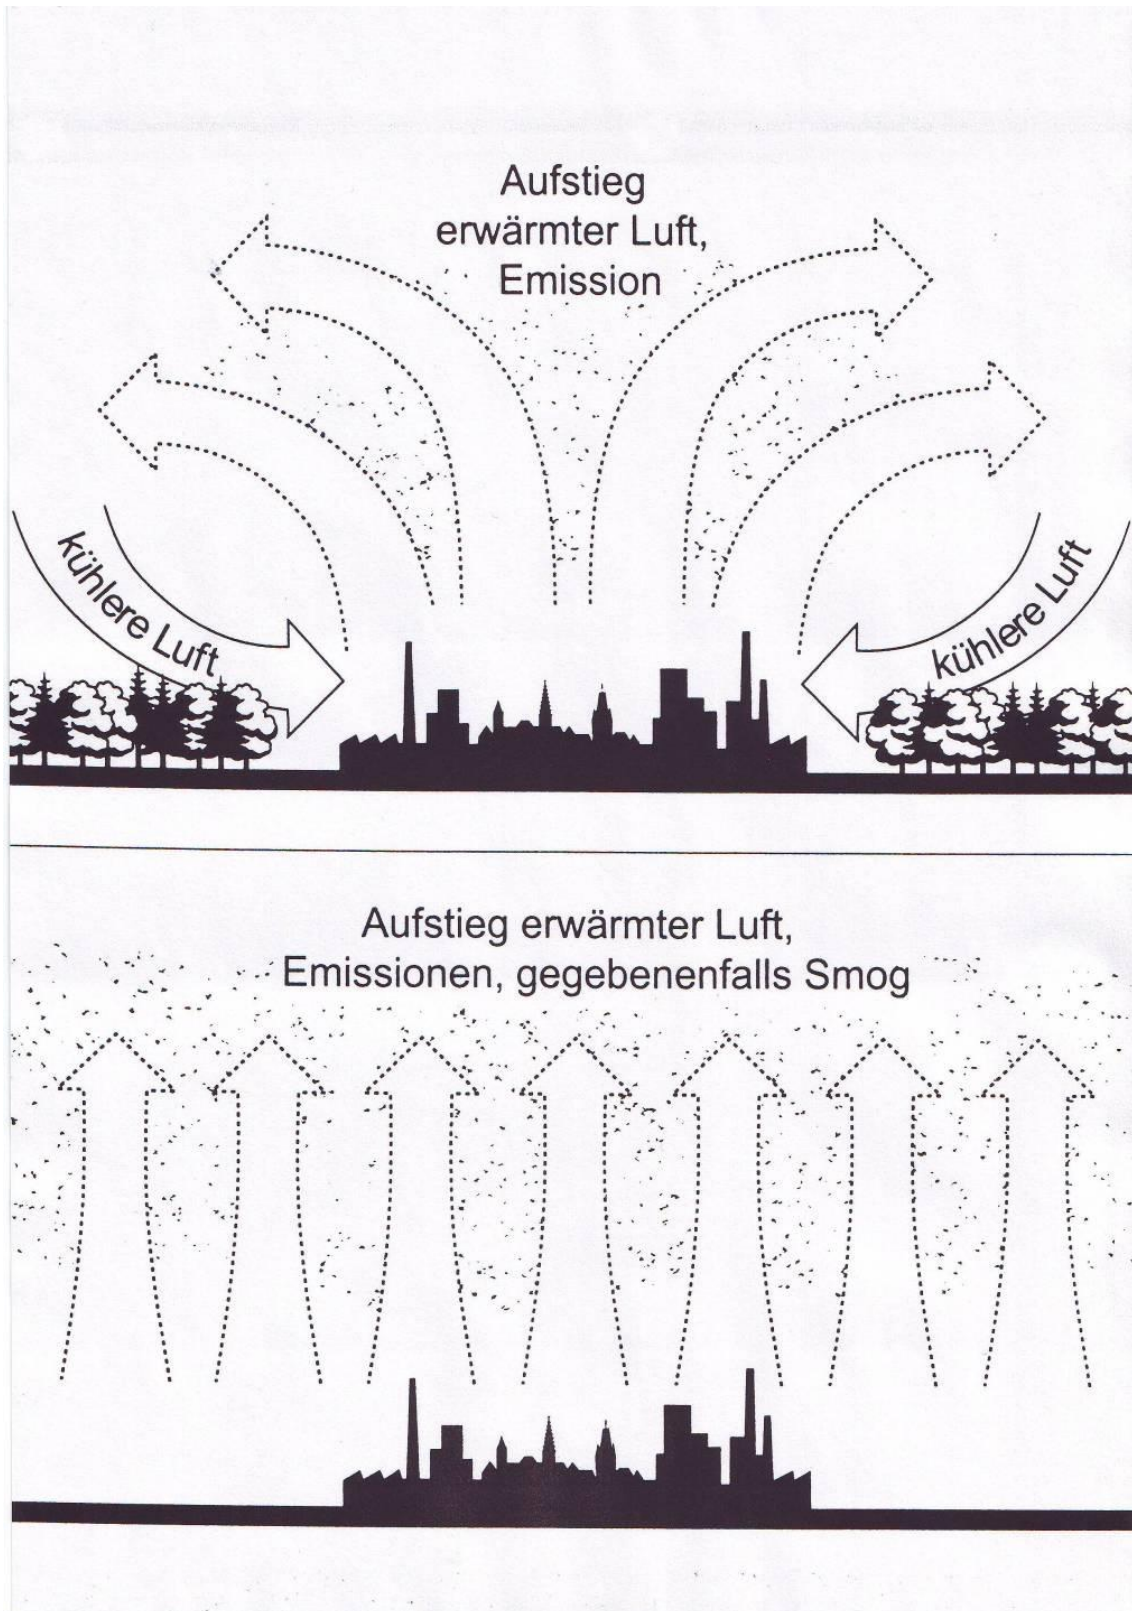 Aufstieg
erwärmter Luft,
Emission
kühlere Luft
kühlere Luft
Aufstieg erwärmter Luft,
Emissionen, gegebenenfalls Smog